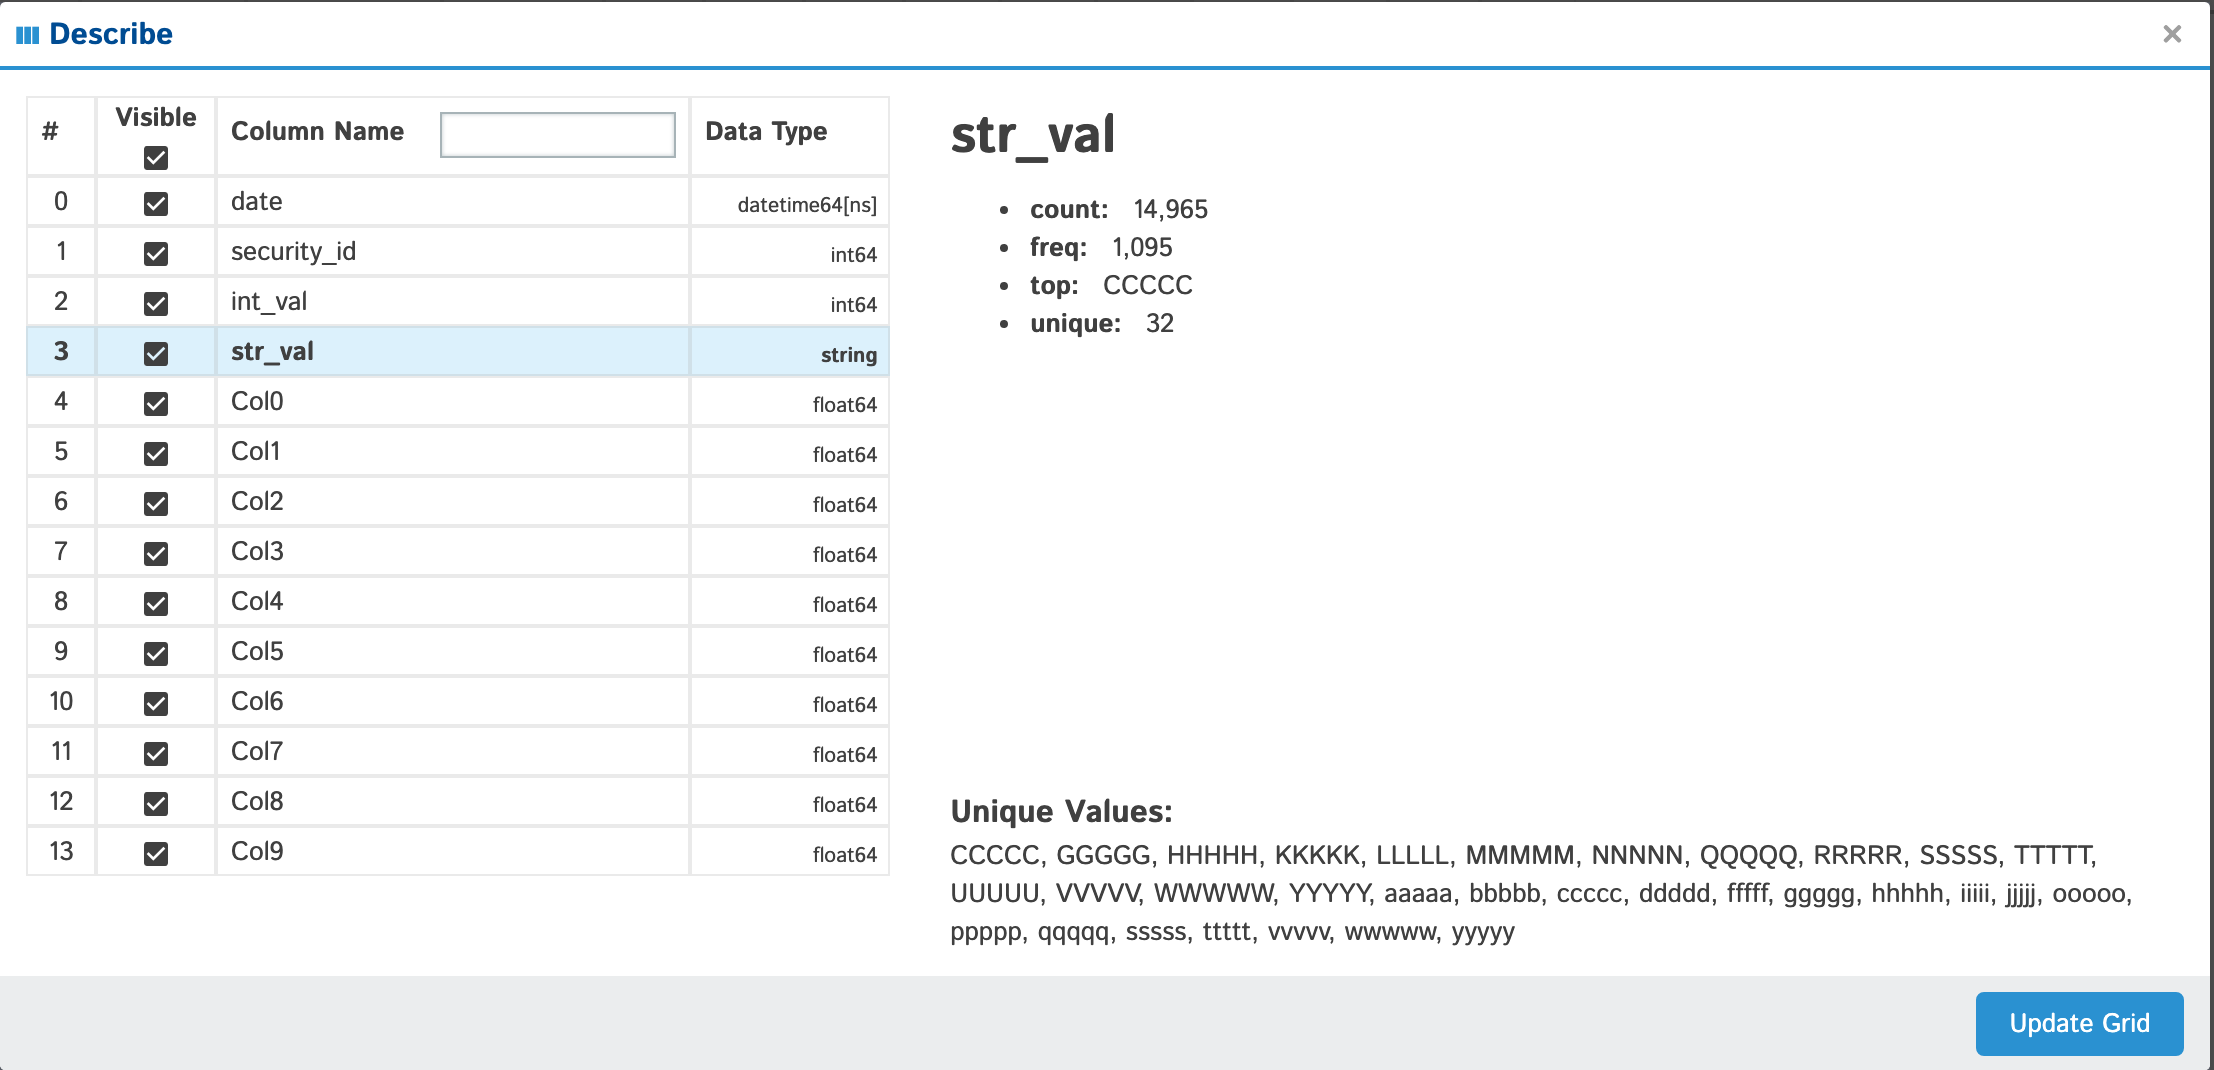 Describe
×
# Visible Column Name Data Type
0 date datetime64[ns]
1 security_id int64
2 int_val int64
3 str_val string
4 Col0 float64
5 Col1 float64
6 Col2 float64
7 Col3 float64
8 Col4 float64
9 Col5 float64
10 Col6 float64
11 Col7 float64
12 Col8 float64
13 Col9 float64
str_val
• count: 14,965
• freq: 1,095
• top: CCCCC
• unique: 32
Unique Values:
CCCCC, GGGGG, HHHHH, KKKKK, LLLLL, MMMMM, NNNNN, QQQQQ, RRRRR, SSSSS, TTTTT,
UUUUU, VVVVV, WWWWW, YYYYY, aaaaa, bbbbb, ccccc, ddddd, fffff, ggggg, hhhhh, iiiii, jjjjj, ooooo,
ppppp, qqqqq, sssss, ttttt, vvvvv, wwwww, yyyyy
Update Grid